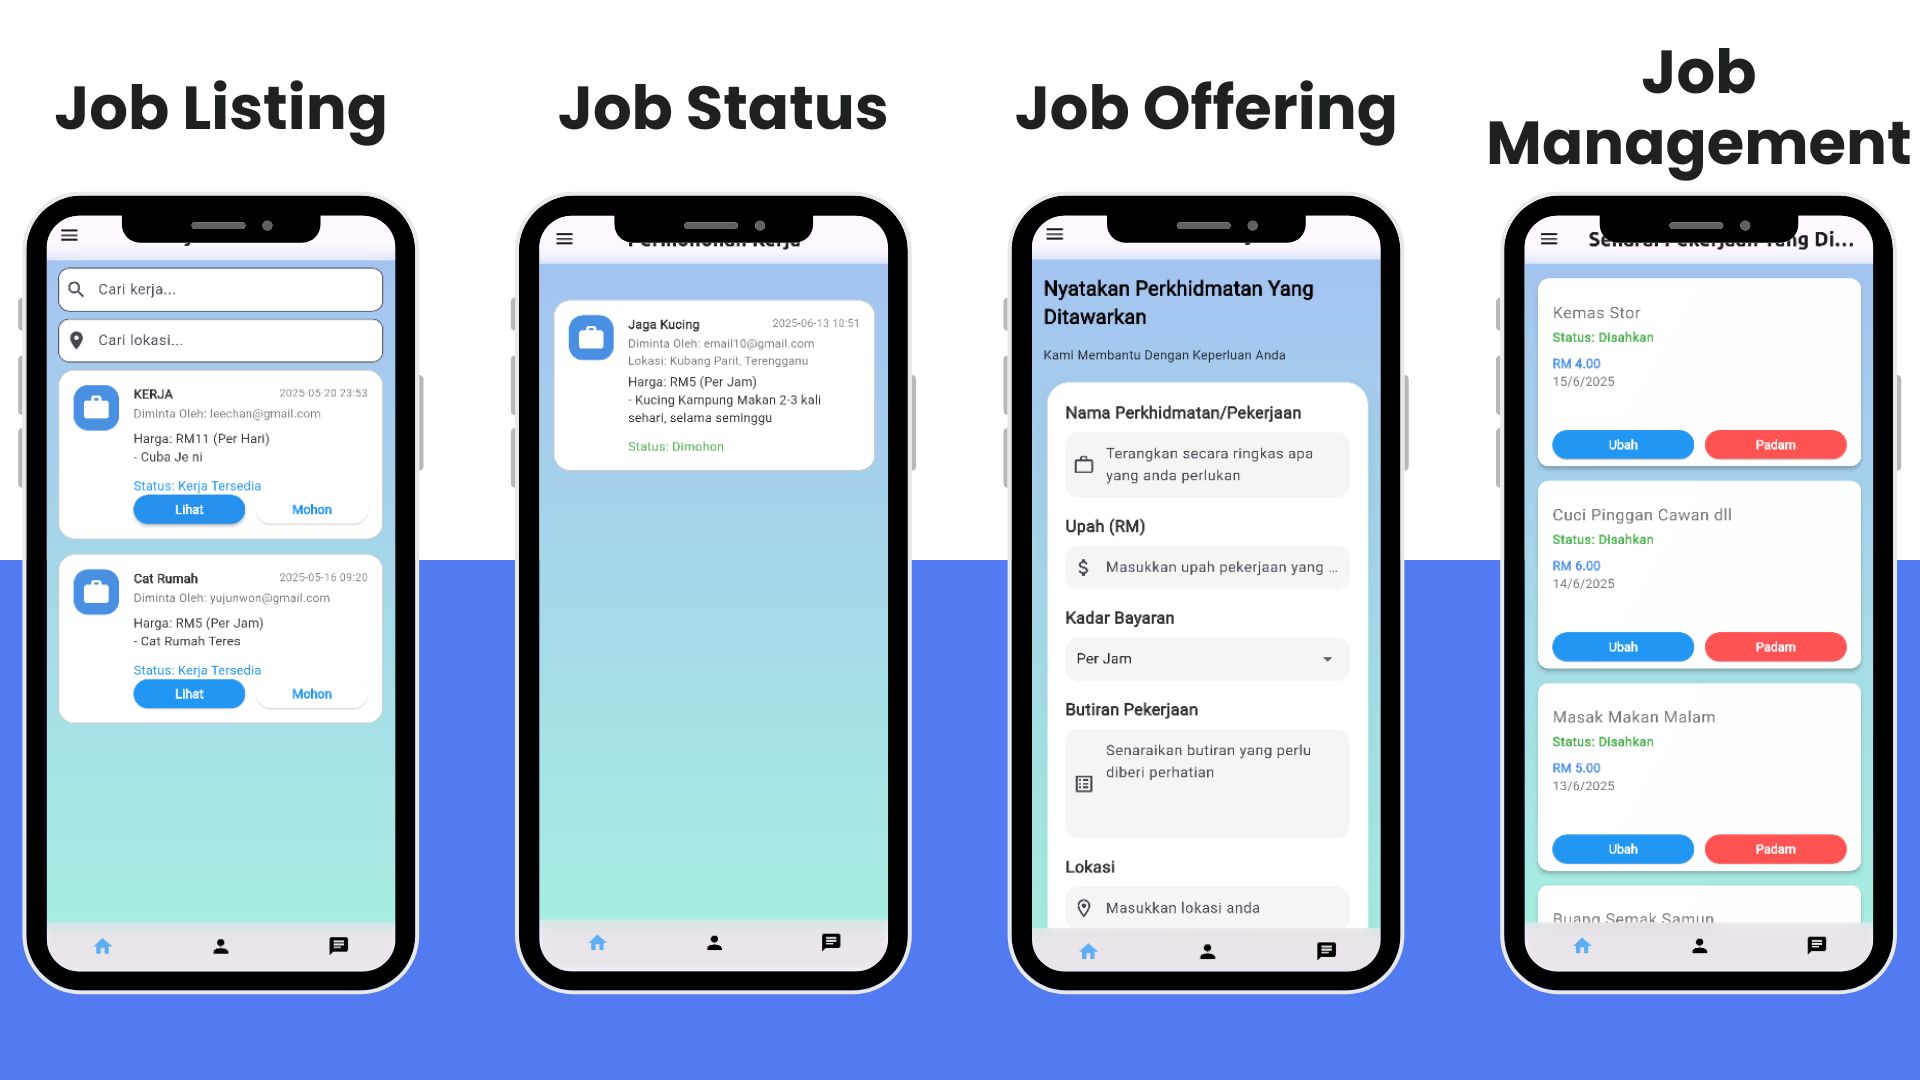 Job Listing
Cari kerja...
Cari lokasi...
KERJA
2025-05-20 23:53
Diminta Oleh: leechan@gmail.com
Harga: RM11 (Per Hari)
- Cuba Je ni
Status: Kerja Tersedia
Lihat
Mohon
Cat Rumah
2025-05-16 09:20
Diminta Oleh: yujunwon@gmail.com
Harga: RM5 (Per Jam)
- Cat Rumah Teres
Status: Kerja Tersedia
Lihat
Mohon
Job Status
Permohonan Kerja
Jaga Kucing
2025-06-13 10:51
Diminta Oleh: email10@gmail.com
Lokasi: Kubang Parit, Terengganu
Harga: RM5 (Per Jam)
- Kucing Kampung Makan 2-3 kali
sehari, selama seminggu
Status: Dimohon
Job Offering
Nyatakan Perkhidmatan Yang
Ditawarkan
Kami Membantu Dengan Keperluan Anda
Nama Perkhidmatan/Pekerjaan
Terangkan secara ringkas apa
yang anda perlukan
Upah (RM)
Masukkan upah pekerjaan yang ...
Kadar Bayaran
Per Jam
Butiran Pekerjaan
Senaraikan butiran yang perlu
diberi perhatian
Lokasi
Masukkan lokasi anda
Job
Management
Senarai Pekerjaan Yang Di...
Kemas Stor
Status: Disahkan
RM 4.00
15/6/2025
Ubah
Padam
Cuci Pinggan Cawan dll
Status: Disahkan
RM 6.00
14/6/2025
Ubah
Padam
Masak Makan Malam
Status: Disahkan
RM 5.00
13/6/2025
Ubah
Padam
Buang Semak Samun